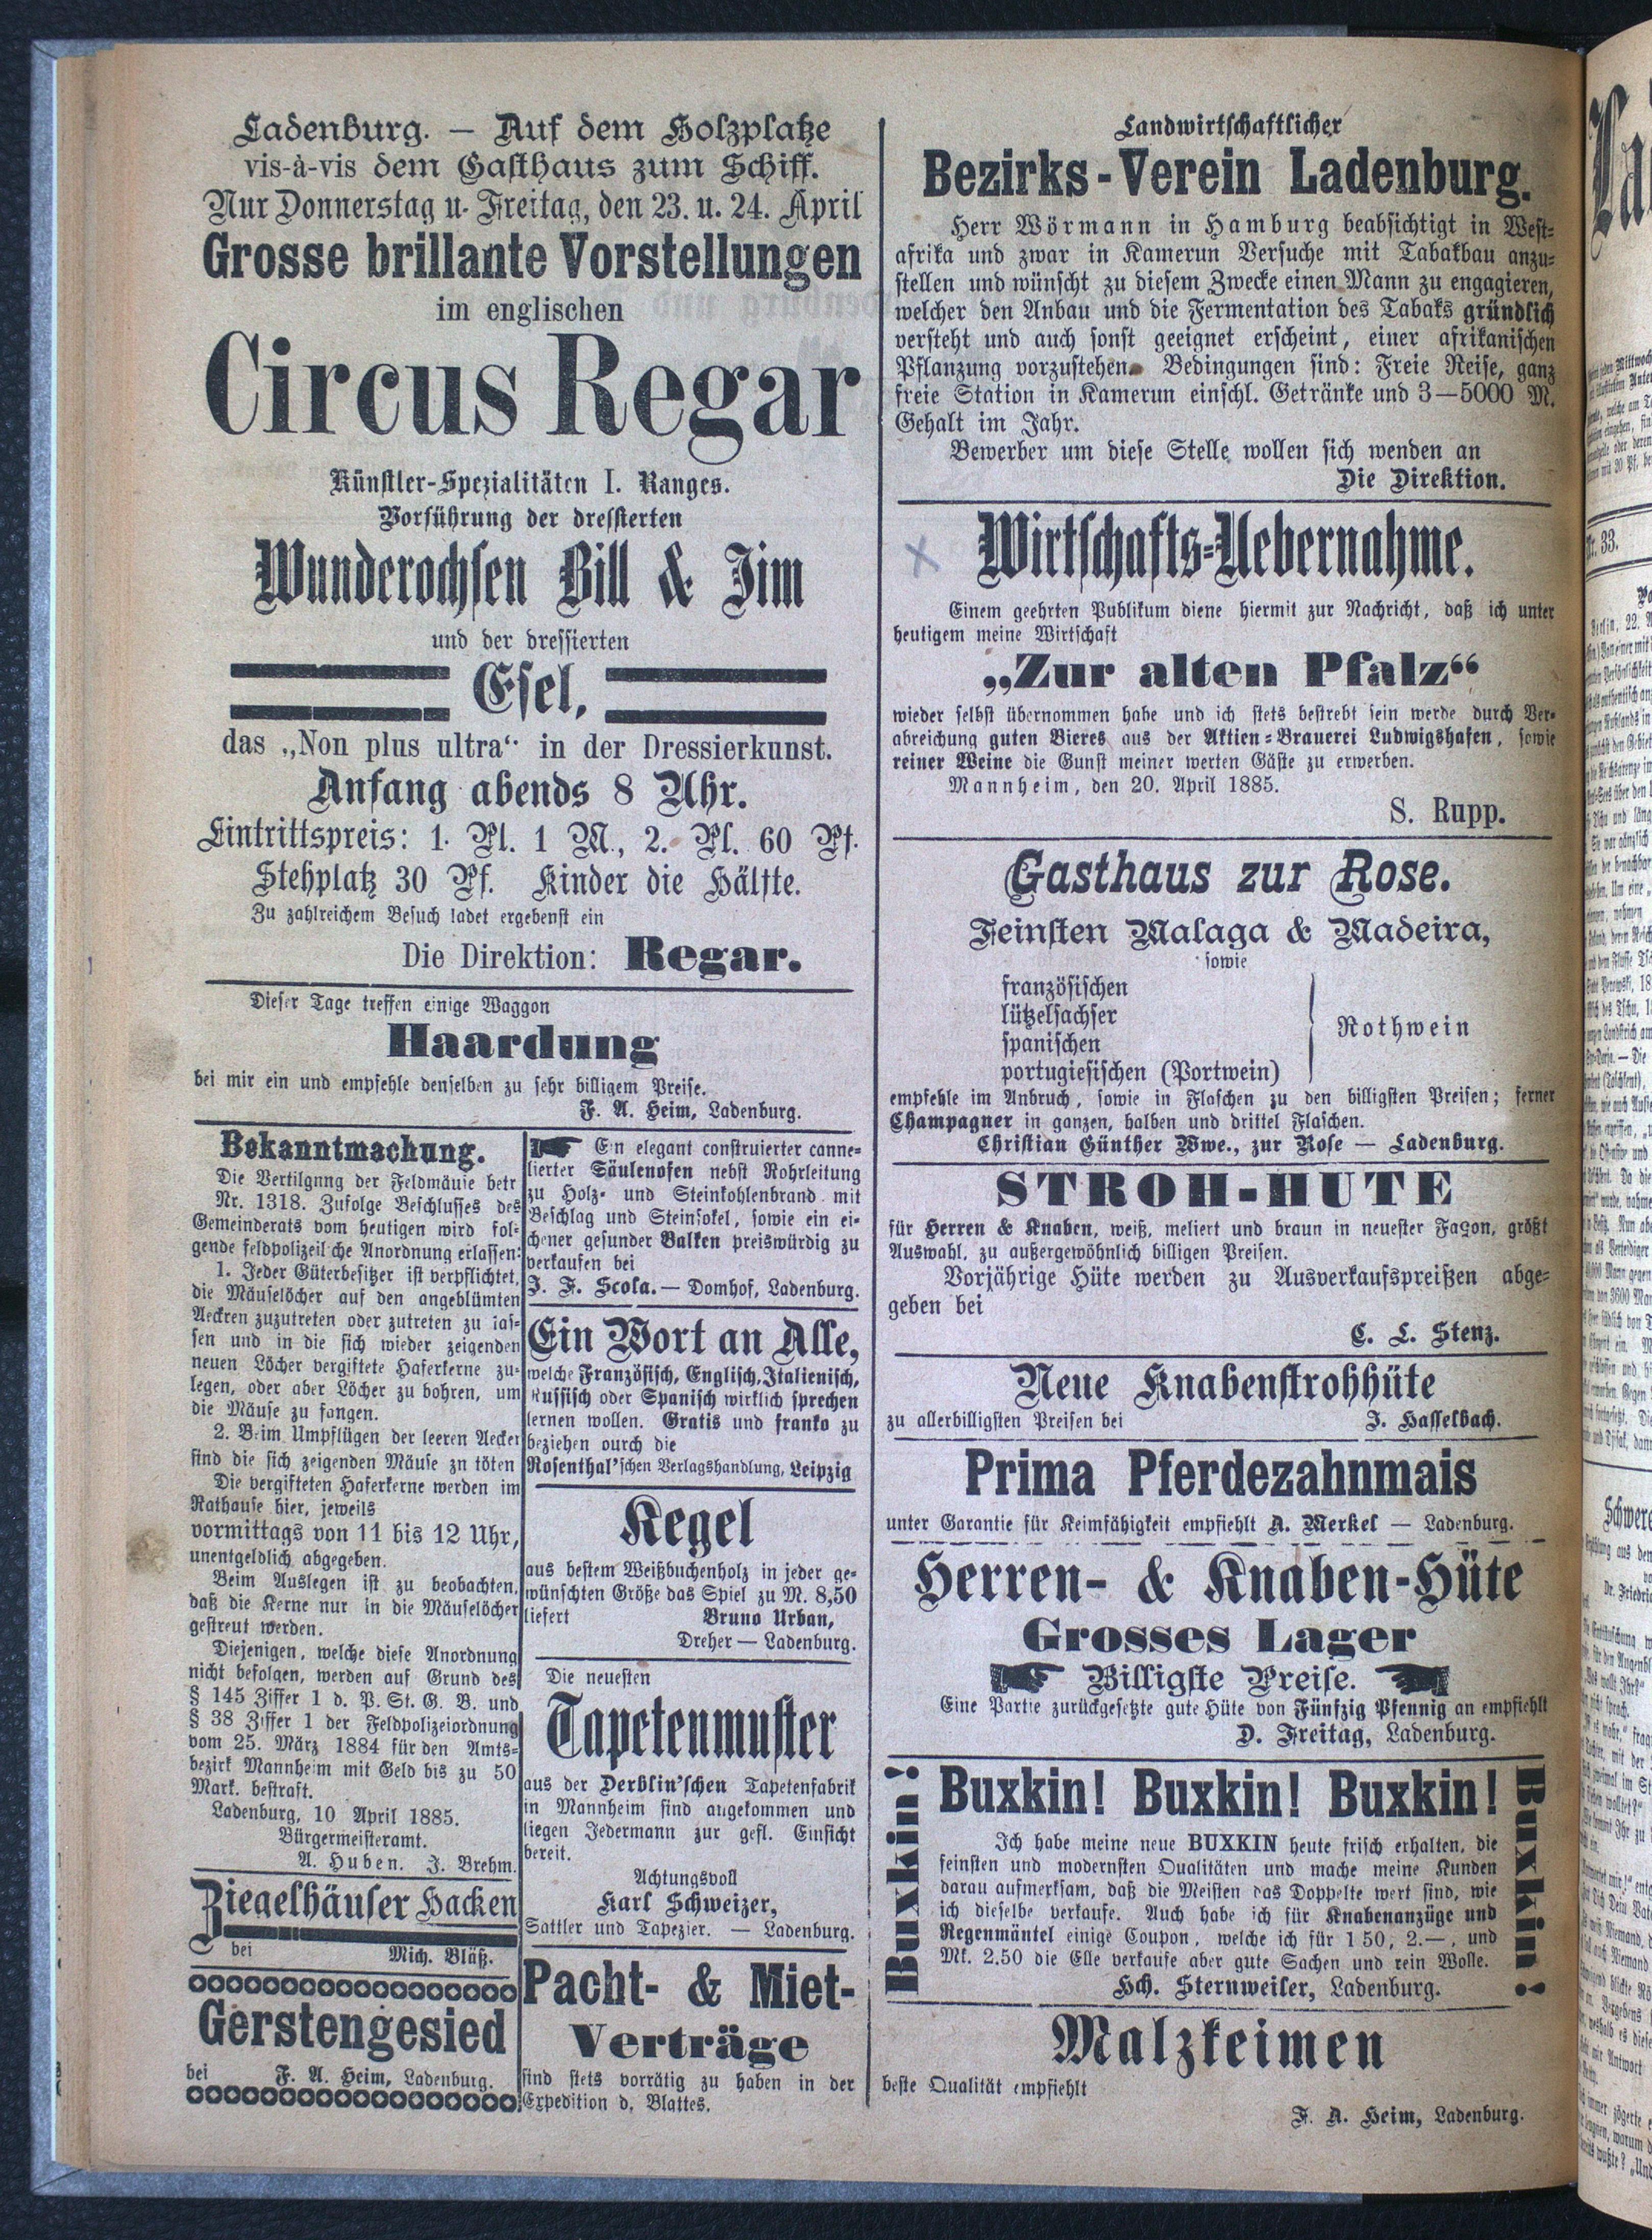 Ladenburg. — Auf dem Holzplatze
vis-à-vis dem Gasthaus zum Schiff.
Nur Donnerstag u. Freitag, den 23. u. 24. April
Grosse brillante Vorstellungen
im englischen
Circus Regar
Künstler-Spezialitäten I. Ranges.
Vorführung der dressierten
Wunderochsen Bill & Jim
und der dressierten
Esel,
das „Non plus ultra“ in der Dressierkunst.
Anfang abends 8 Uhr.
Eintrittspreis: 1. Pl. 1 M., 2. Pl. 60 Pf.
Stehplatz 30 Pf. Kinder die Hälfte.
Zu zahlreichem Besuch ladet ergebenst ein
Die Direktion: Regar.
Dieser Tage treffen einige Waggon
Haardung
bei mir ein und empfehle denselben zu sehr billigem Preise.
F. A. Heim, Ladenburg.
Bekanntmachung.
Die Vertilgnng der Feldmäuse betr
Nr. 1318. Zufolge Beschlusses des
Gemeinderats vom heutigen wird fol-
gende feldpolizeiliche Anordnung erlassen:
1. Jeder Güterbesitzer ist verpflichtet,
die Mäuselöcher auf den angeblümten
Aeckren zuzutreten oder zutreten zu las-
sen und in die sich wieder zeigenden
neuen Löcher vergiftete Haferkerne zu-
legen, oder aber Löcher zu bohren, um
die Mäuse zu fangen.
2. Beim Umpflügen der leeren Aecker
sind die sich zeigenden Mäuse zn töten
Die vergifteten Haferkerne werden im
Rathause hier, jeweils
vormittags von 11 bis 12 Uhr,
unentgeldlich abgegeben.
Beim Auslegen ist zu beobachten,
daß die Kerne nur in die Mäuselöcher
gestreut werden.
Diejenigen, welche diese Anordnung
nicht befolgen, werden auf Grund des
§ 145 Ziffer 1 d. P. St. G. B. und
§ 38 Ziffer 1 der Feldpolizeiordnung
vom 25. März 1884 für den Amts-
bezirk Mannheim mit Geld bis zu 50
Mark. bestraft.
Ladenburg, 10 April 1885.
Bürgermeisteramt.
A. Huben. J. Brehm.
Ziegelhäuser Hacken
bei Mich. Bläß.
Gerstengesied
bei F. A. Heim, Ladenburg.
Ein elegant construierter canne-
lierter Säulenofen nebst Rohrleitung
zu Holz- und Steinkohlenbrand mit
Beschlag und Steinsokel, sowie ein ei-
chener gesunder Balken preiswürdig zu
verkaufen bei
J. F. Scola. — Domhof, Ladenburg.
Ein Wort an Alle,
welche Französisch, Englisch, Italienisch,
Russisch oder Spanisch wirklich sprechen
lernen wollen. Gratis und franko zu
beziehen durch die
Rosenthal'schen Verlagshandlung, Leipzig
Kegel
aus bestem Weißbuchenholz in jeder ge-
wünschten Größe das Spiel zu M. 8,50
liefert Bruno Urban,
Dreher — Ladenburg.
Die neuesten
Tapetenmuster
aus der Derblin'schen Tapetenfabrik
in Mannheim sind angekommen und
liegen Jedermann zur gefl. Einsicht
bereit.
Achtungsvoll
Karl Schweizer,
Sattler und Tapezier. — Ladenburg.
Pacht- & Miet-
Verträge
sind stets vorrätig zu haben in der
Expedition d. Blattes.
Landwirtschaftlicher
Bezirks-Verein Ladenburg.
Herr Wörmann in Hamburg beabsichtigt in West-
afrika und zwar in Kamerun Versuche mit Tabakbau anzu-
stellen und wünscht zu diesem Zwecke einen Mann zu engagieren,
welcher den Anbau und die Fermentation des Tabaks gründlich
versteht und auch sonst geeignet erscheint, einer afrikanischen
Pflanzung vorzustehen. Bedingungen sind: Freie Reise, ganz
freie Station in Kamerun einschl. Getränke und 3—5000 M.
Gehalt im Jahr.
Bewerber um diese Stelle wollen sich wenden an
Die Direktion.
Wirtschafts-Uebernahme.
Einem geehrten Publikum diene hiermit zur Nachricht, daß ich unter
heutigem meine Wirtschaft
„Zur alten Pfalz“
wieder selbst übernommen habe und ich stets bestrebt sein werde durch Ver-
abreichung guten Bieres aus der Aktien-Brauerei Ludwigshafen, sowie
reiner Weine die Gunst meiner werten Gäste zu erwerben.
Mannheim, den 20. April 1885.
S. Rupp.
Gasthaus zur Rose.
Feinsten Malaga & Madeira,
sowie
französischen
lützelsachser
spanischen
portugiesischen (Portwein)
Rothwein
empfehle im Anbruch, sowie in Flaschen zu den billigsten Preisen; ferner
Champagner in ganzen, halben und drittel Flaschen.
Christian Günther Wwe., zur Rose — Ladenburg.
STROH-HUTE
für Herren & Knaben, weiß, meliert und braun in neuester Façon, größt
Auswahl, zu außergewöhnlich billigen Preisen.
Vorjährige Hüte werden zu Ausverkaufspreißen abge-
geben bei
C. L. Stenz.
Neue Knabenstrohhüte
zu allerbilligsten Preisen bei J. Hasselbach.
Prima Pferdezahnmais
unter Garantie für Keimfähigkeit empfiehlt A. Merkel — Ladenburg.
Herren- & Knaben-Hüte
Grosses Lager
Billigste Preise.
Eine Partie zurückgesetzte gute Hüte von Fünfzig Pfennig an empfiehlt
D. Freitag, Ladenburg.
Buxkin!
Buxkin! Buxkin! Buxkin!
Buxkin!
Ich habe meine neue BUXKIN heute frisch erhalten, die
feinsten und modernsten Qualitäten und mache meine Kunden
darau aufmerksam, daß die Meisten das Doppelte wert sind, wie
ich dieselbe verkaufe. Auch habe ich für Knabenanzüge und
Regenmäntel einige Coupon, welche ich für 1 50, 2.—, und
Mk. 2.50 die Elle verkaufe aber gute Sachen und rein Wolle.
Hch. Sternweiler, Ladenburg.
Malzkeimen
beste Qualität empfiehlt
F. A. Heim, Ladenburg.
Nr. 33.